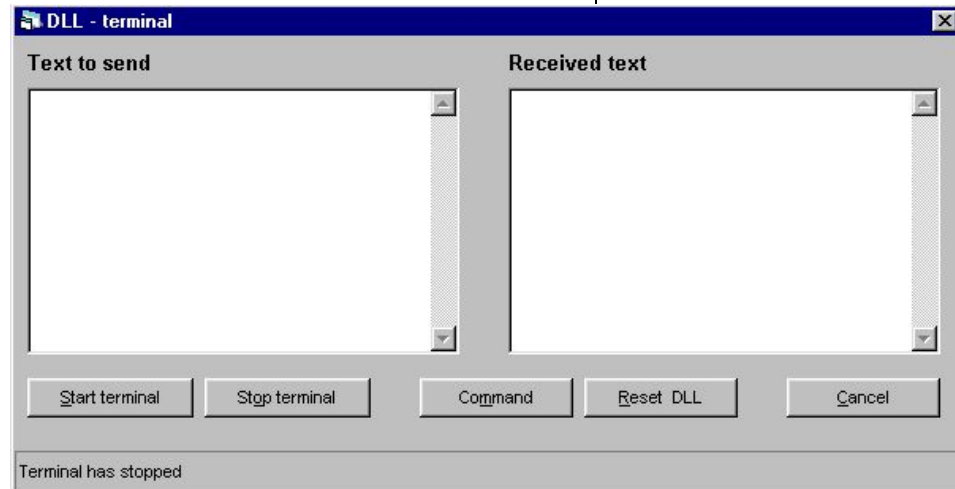 DLL - terminal
Text to send
Received text
Start terminal
Stop terminal
Command
Reset DLL
Cancel
Terminal has stopped